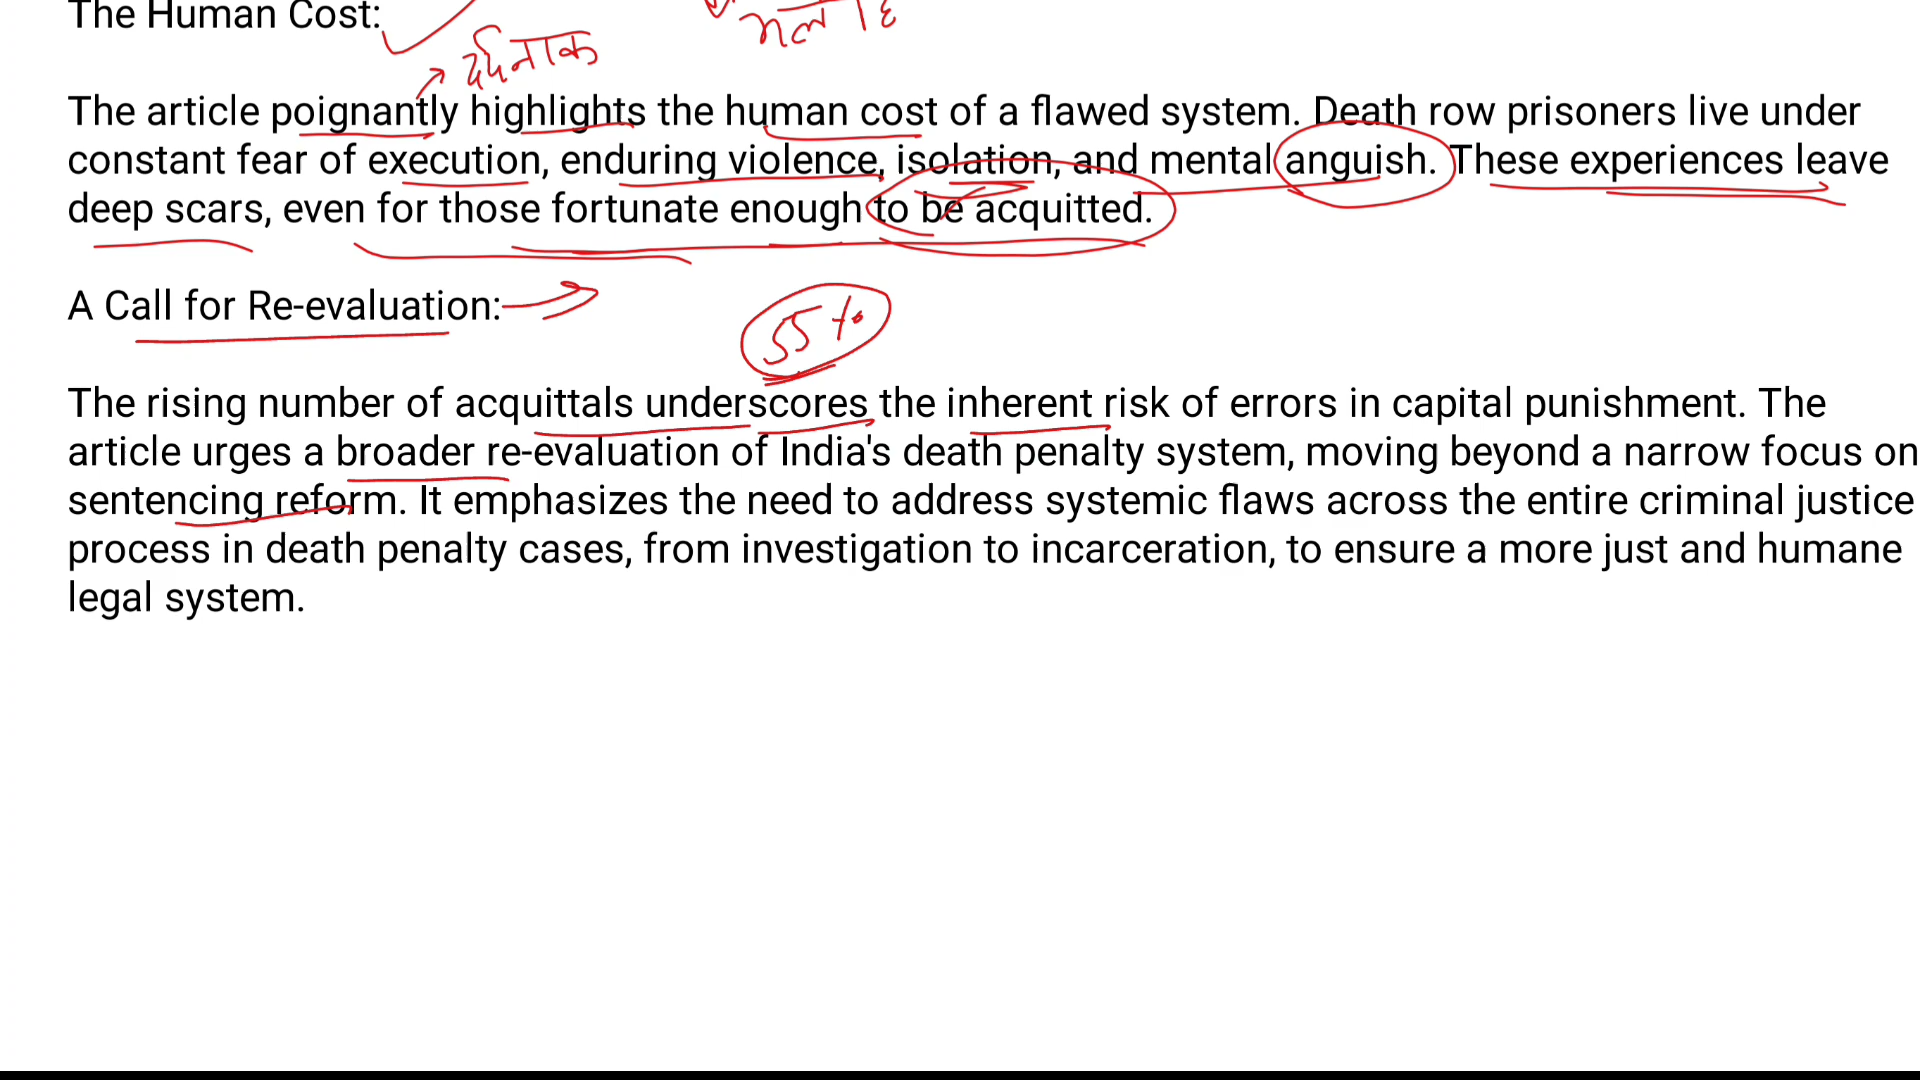 The Human Cost:
दर्दनाक
The article poignantly highlights the human cost of a flawed system. Death row prisoners live under
constant fear of execution, enduring violence, isolation, and mental anguish. These experiences leave
deep scars, even for those fortunate enough to be acquitted.
A Call for Re-evaluation:
55%
The rising number of acquittals underscores the inherent risk of errors in capital punishment. The
article urges a broader re-evaluation of India's death penalty system, moving beyond a narrow focus on
sentencing reform. It emphasizes the need to address systemic flaws across the entire criminal justice
process in death penalty cases, from investigation to incarceration, to ensure a more just and humane
legal system.